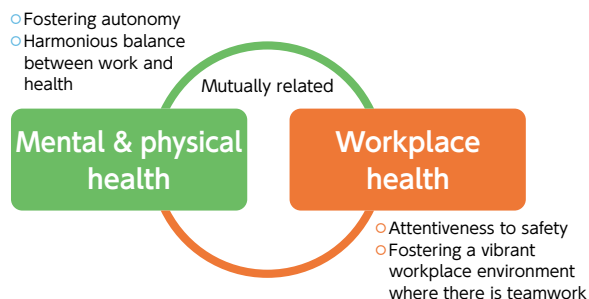 Fostering autonomy
Harmonious balance
between work and
health
Mutually related
Mental & physical
health
Workplace
health
Attentiveness to safety
Fostering a vibrant
workplace environment
where there is teamwork